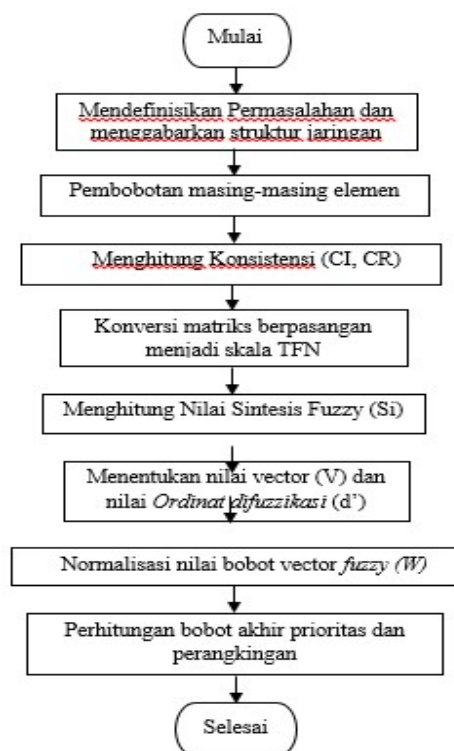 Mulai
Mendefinisikan Permasalahan dan
menggabarkan struktur jaringan
Pembobotan masing-masing elemen
Menghitung Konsistensi (CI, CR)
Konversi matriks berpasangan
menjadi skala TFN
Menghitung Nilai Sintesis Fuzzy (Si)
Menentukan nilai vector (V) dan
nilai Ordinat difuzzikasi (d’)
Normalisasi nilai bobot vector fuzzy (W)
Perhitungan bobot akhir prioritas dan
perangkingan
Selesai